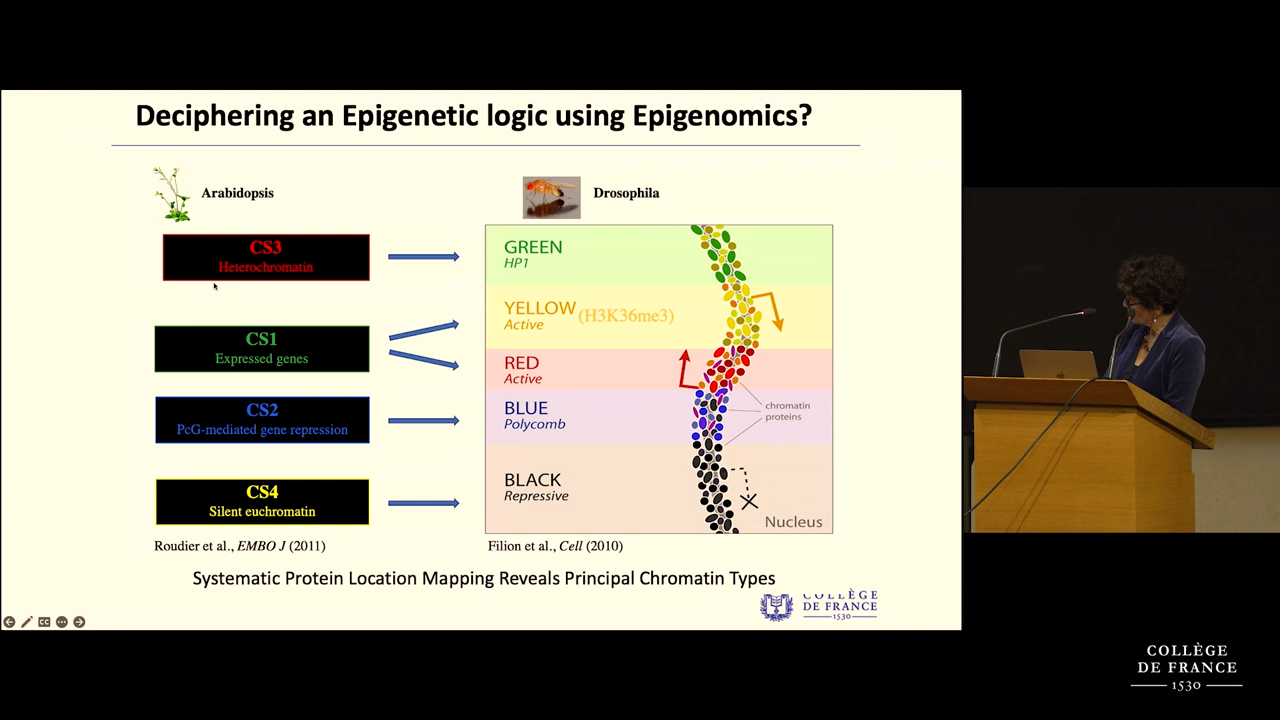 Deciphering an Epigenetic logic using Epigenomics?
Arabidopsis
Drosophila
CS3
Heterochromatin
CS1
Expressed genes
CS2
PcG-mediated gene repression
CS4
Silent euchromatin
GREEN
HP1
YELLOW (H3K36me3)
Active
RED
Active
BLUE
Polycomb
chromatin
proteins
BLACK
Repressive
Nucleus
Roudier et al., EMBO J (2011)
Filion et al., Cell (2010)
Systematic Protein Location Mapping Reveals Principal Chromatin Types
COLLÈGE
DE FRANCE
1530
CC
COLLÈGE
DE FRANCE
1530